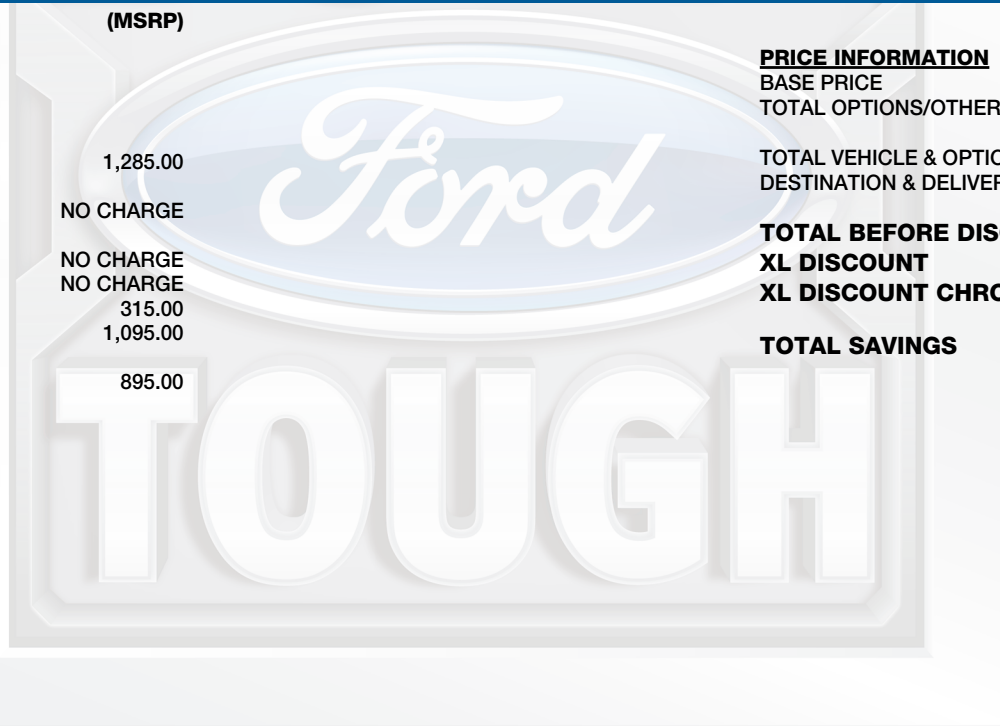 (MSRP)
1,285.00
NO CHARGE
NO CHARGE
NO CHARGE
315.00
1,095.00
895.00
PRICE INFORMATION
BASE PRICE
TOTAL OPTIONS/OTHER
TOTAL VEHICLE & OPTIO
DESTINATION & DELIVER
TOTAL BEFORE DIS
XL DISCOUNT
XL DISCOUNT CHRO
TOTAL SAVINGS
Ford
TOUGH